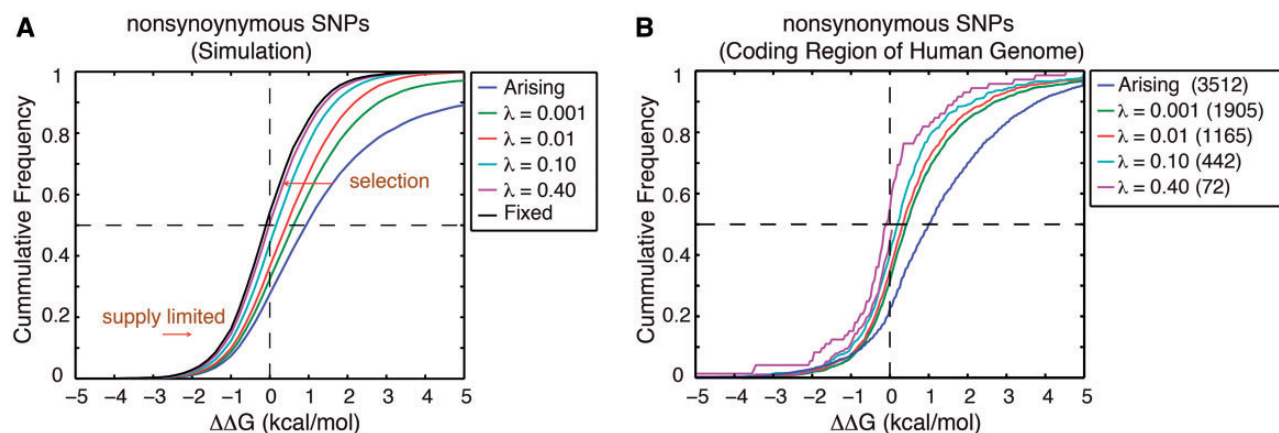 A
nonsynoynymous SNPs
(Simulation)
Cummulative Frequency
1
0.8
0.6
0.4
0.2
0
−5 −4 −3 −2 −1 0 1 2 3 4 5
ΔΔG (kcal/mol)
selection
supply limited
Arising
λ = 0.001
λ = 0.01
λ = 0.10
λ = 0.40
Fixed
B
nonsynonymous SNPs
(Coding Region of Human Genome)
Cummulative Frequency
1
0.8
0.6
0.4
0.2
0
−5 −4 −3 −2 −1 0 1 2 3 4 5
ΔΔG (kcal/mol)
Arising (3512)
λ = 0.001 (1905)
λ = 0.01 (1165)
λ = 0.10 (442)
λ = 0.40 (72)